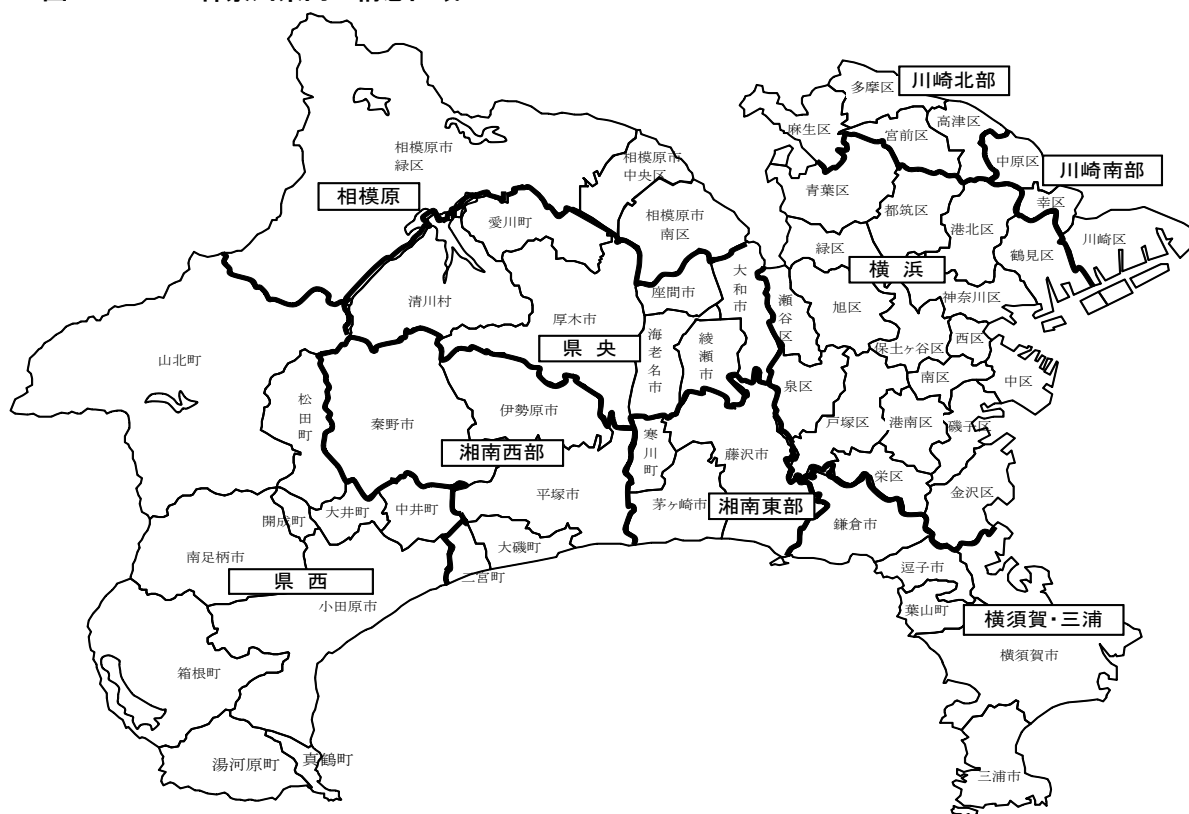 川崎北部
多摩区
麻生区
宮前区
高津区
中原区
川崎南部
幸区
川崎区
青葉区
都筑区
港北区
鶴見区
緑区
横浜
神奈川区
瀬谷区
旭区
保土ヶ谷区
西区
南区
中区
泉区
戸塚区
港南区
磯子区
栄区
金沢区
相模原市
緑区
相模原市
中央区
相模原市
南区
相模原
愛川町
清川村
厚木市
座間市
大和市
海老名市
綾瀬市
県央
山北町
松田町
秦野市
伊勢原市
湘南西部
平塚市
寒川町
藤沢市
茅ヶ崎市
湘南東部
鎌倉市
逗子市
葉山町
横須賀・三浦
横須賀市
三浦市
開成町
大井町
中井町
大磯町
二宮町
南足柄市
県西
小田原市
箱根町
湯河原町
真鶴町